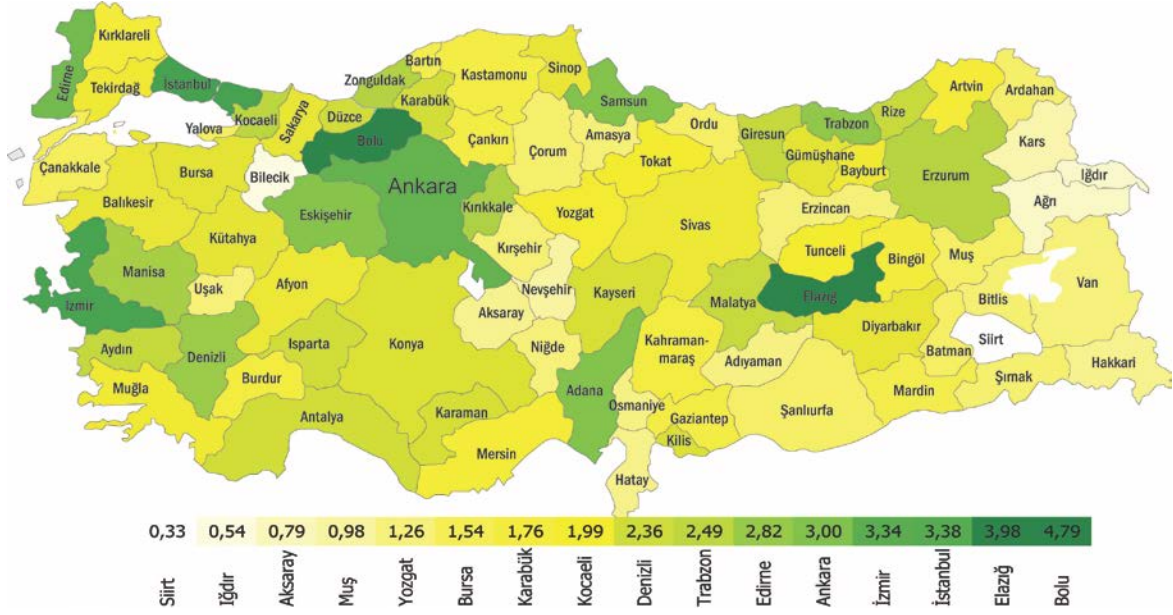 Kırklareli
Edirne
Tekirdağ
İstanbul
Kocaeli
Yalova
Sakarya
Düzce
Bolu
Zonguldak
Bartın
Karabük
Kastamonu
Sinop
Çankırı
Samsun
Amasya
Çorum
Ordu
Tokat
Giresun
Trabzon
Gümüşhane
Bayburt
Rize
Artvin
Ardahan
Kars
Iğdır
Ağrı
Erzurum
Erzincan
Çanakkale
Balıkesir
Bursa
Bilecik
Kütahya
Eskişehir
Ankara
Kırıkkale
Yozgat
Sivas
Kırşehir
Nevşehir
Kayseri
Tunceli
Bingöl
Muş
Van
Bitlis
Elazığ
Malatya
Manisa
İzmir
Uşak
Afyon
Aydın
Denizli
Isparta
Burdur
Muğla
Antalya
Konya
Aksaray
Niğde
Karaman
Mersin
Adana
Kahraman-
maraş
Adıyaman
Diyarbakır
Batman
Siirt
Şırnak
Hakkari
Osmaniye
Gaziantep
Kilis
Hatay
Şanlıurfa
Mardin
0,33 0,54 0,79 0,98 1,26 1,54 1,76 1,99 2,36 2,49 2,82 3,00 3,34 3,38 3,98 4,79
Siirt
Iğdır
Aksaray
Muş
Yozgat
Bursa
Karabük
Kocaeli
Denizli
Trabzon
Edirne
Ankara
İzmir
İstanbul
Elazığ
Bolu